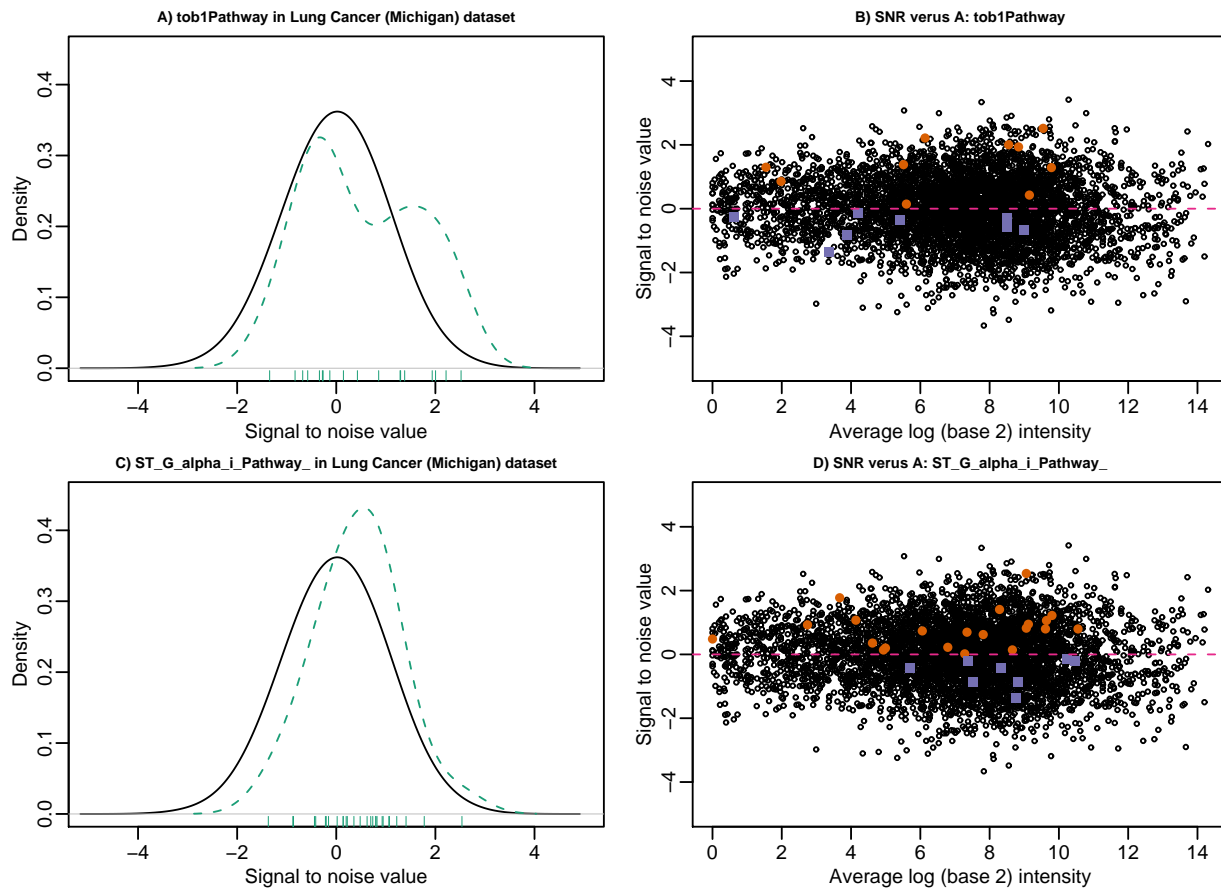 A) tob1Pathway in Lung Cancer (Michigan) dataset
Density
0.0 0.1 0.2 0.3 0.4
−4 −2 0 2 4
Signal to noise value
B) SNR verus A: tob1Pathway
Signal to noise value
−4 −2 0 2 4
0 2 4 6 8 10 12 14
Average log (base 2) intensity
C) ST_G_alpha_i_Pathway_ in Lung Cancer (Michigan) dataset
Density
0.0 0.1 0.2 0.3 0.4
−4 −2 0 2 4
Signal to noise value
D) SNR verus A: ST_G_alpha_i_Pathway_
Signal to noise value
−4 −2 0 2 4
0 2 4 6 8 10 12 14
Average log (base 2) intensity